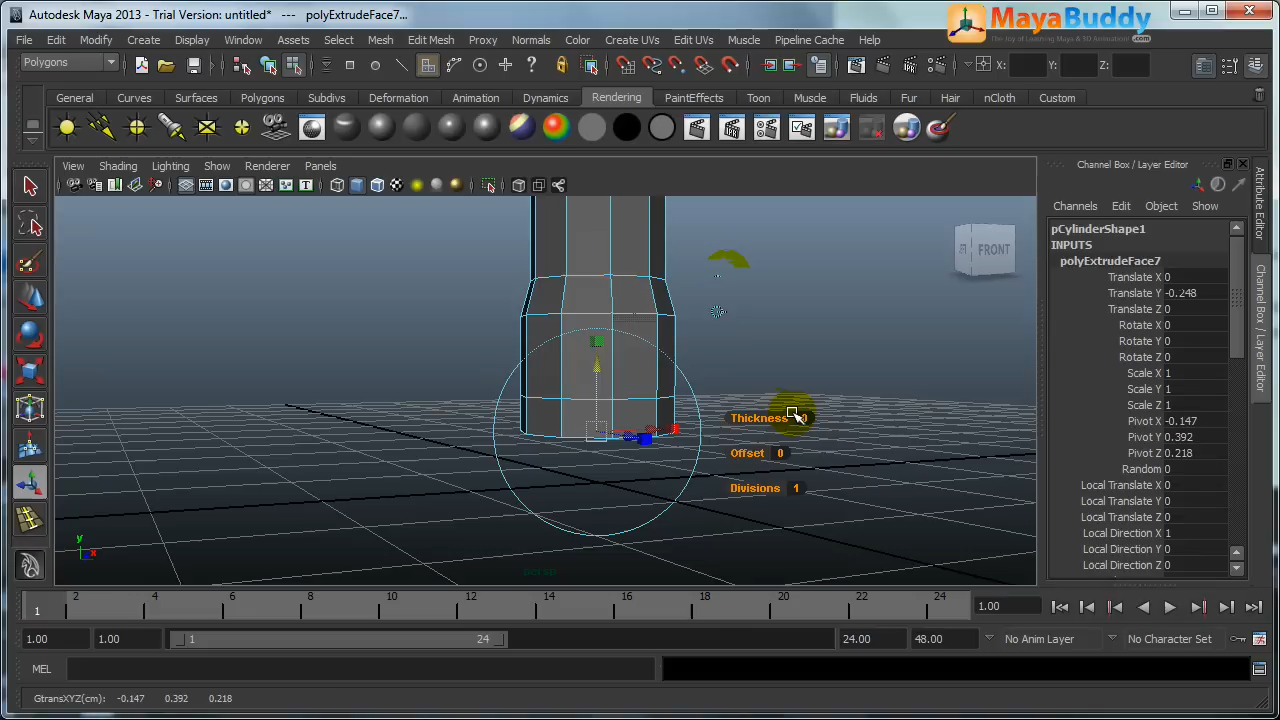 Autodesk Maya 2013 - Trial Version: untitled* --- polyExtrudeFace7...
MayaBuddy
The Joy of Learning Maya & 3D Animation! .com
File Edit Modify Create Display Window Assets Mesh Edit Mesh Proxy Normals Color Create UVs Edit UVs Muscle Pipeline Cache Help
Polygons X: Y: Z:
General Curves Surfaces Polygons Subdivs Deformation Animation Dynamics Rendering PaintEffects Toon Muscle Fluids Fur Hair nCloth Custom
View Shading Lighting Show Renderer Panels
Channel Box / Layer Editor
Channels Edit Object Show
pCylinderShape1
INPUTS
polyExtrudeFace7
Translate X 0
Translate Y -0.248
Translate Z 0
Rotate X 0
Rotate Y 0
Rotate Z 0
Scale X 1
Scale Y 1
Scale Z 1
Pivot X -0.147
Pivot Y 0.392
Pivot Z 0.218
Random 0
Local Translate X 0
Local Translate Y 0
Local Translate Z 0
Local Direction X 1
Local Direction Y 0
Local Direction Z 0
Attribute Editor
Channel Box / Layer Editor
FRONT
Thickness 0
Offset 0
Divisions 1
y
x
persp
1 2 4 6 8 10 12 14 16 18 20 22 24 1.00
1.00 1.00 1 24 24.00 48.00 No Anim Layer No Character Set
MEL
GtransXYZ(cm): -0.147 0.392 0.218